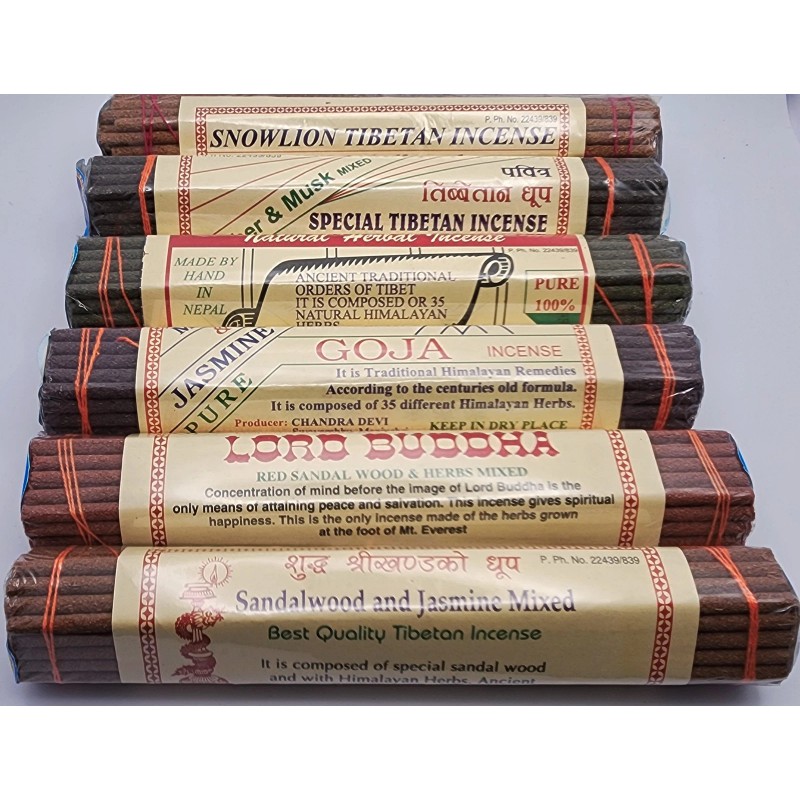 P. Ph. No. 22439/839
SNOWLION TIBETAN INCENSE
No. 22439/839
& Musk MIXED
पवित्र
तिब्बितान धूप
SPECIAL TIBETAN INCENSE
Natural Herbal Incense
P. Ph. No. 22439/839
MADE BY
HAND
IN
NEPAL
ANCIENT TRADITIONAL
ORDERS OF TIBET
IT IS COMPOSED OR 35
NATURAL HIMALAYAN
HERBS
PURE
100%
JASMINE
PURE
GOJA INCENSE
It is Traditional Himalayan Remedies
According to the centuries old formula.
It is composed of 35 different Himalayan Herbs.
Producer: CHANDRA DEVI
KEEP IN DRY PLACE
LORD BUDDHA
RED SANDAL WOOD & HERBS MIXED
Concentration of mind before the image of Lord Buddha is the
only means of attaining peace and salvation. This incense gives spiritual
happiness. This is the only incense made of the herbs grown
at the foot of Mt. Everest
शुद्ध श्रीखण्डको धूप
P. Ph. No. 22439/839
Sandalwood and Jasmine Mixed
Best Quality Tibetan Incense
It is composed of special sandal wood
and with Himalayan Herbs. Ancient